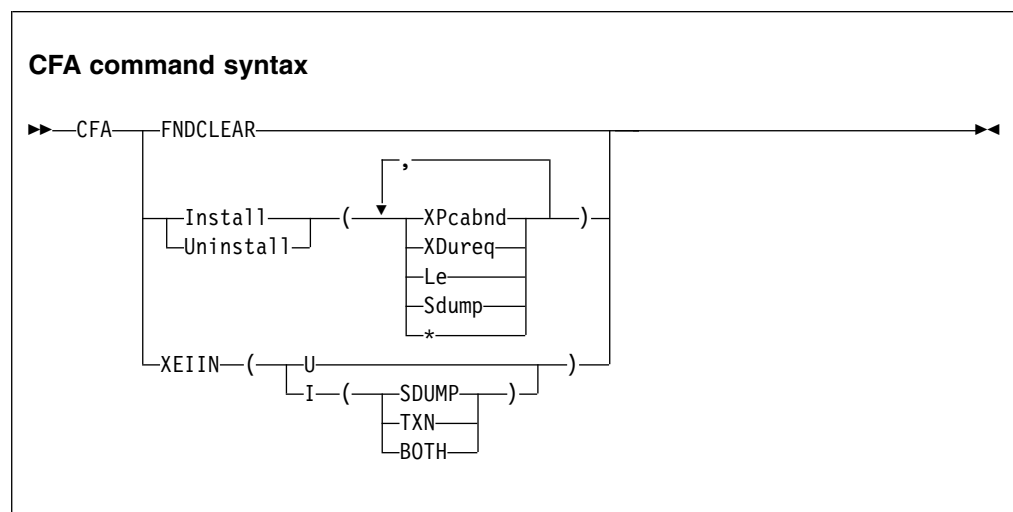 CFA command syntax
CFA FNDCLEAR
,
Install ( XPcabnd )
Uninstall XDureq
Le
Sdump
*
XEIIN ( U )
I ( SDUMP )
TXN
BOTH